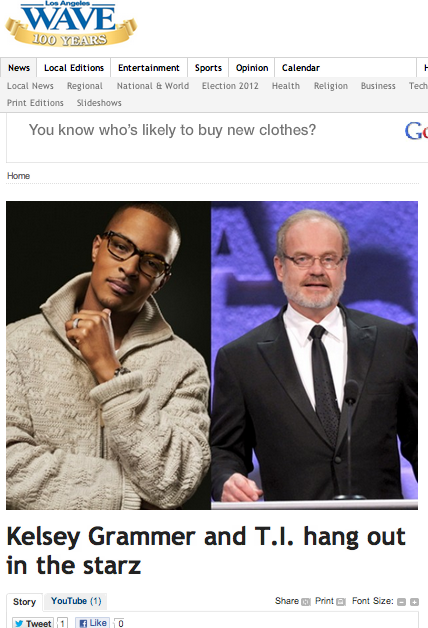 Los Angeles
WAVE
100 YEARS
News Local Editions Entertainment Sports Opinion Calendar
Local News Regional National & World Election 2012 Health Religion Business Tech
Print Editions Slideshows
You know who's likely to buy new clothes?
Home
Kelsey Grammer and T.I. hang out
in the starz
Story YouTube (1) Share Print Font Size:
Tweet 1 Like 0